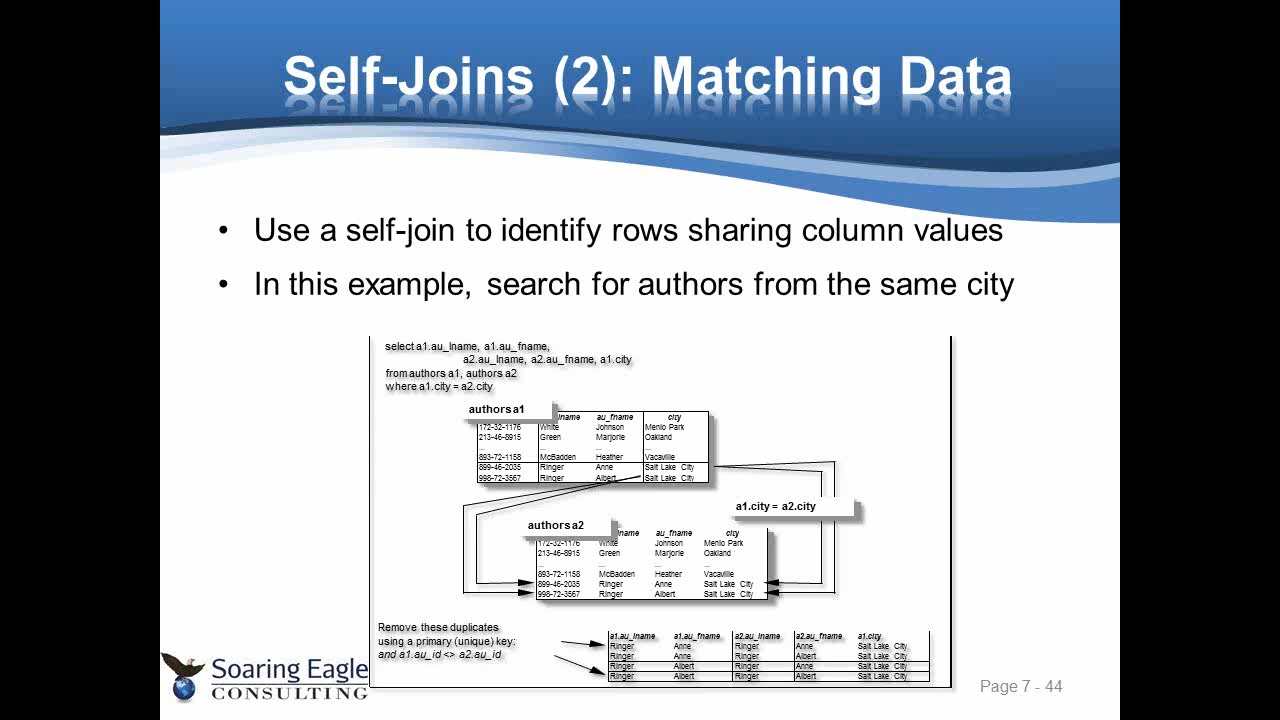 Self-Joins (2): Matching Data
• Use a self-join to identify rows sharing column values
• In this example, search for authors from the same city
select a1.au_lname, a1.au_fname,
a2.au_lname, a2.au_fname, a1.city
from authors a1, authors a2
where a1.city = a2.city
authors a1
lname au_fname city
172-32-1176 White Johnson Menlo Park
213-46-8915 Green Marjorie Oakland
... ... ... ...
893-72-1158 McBadden Heather Vacaville
899-46-2035 Ringer Anne Salt Lake City
998-72-3567 Ringer Albert Salt Lake City
a1.city = a2.city
authors a2
lname au_fname city
172-32-1176 White Johnson Menlo Park
213-46-8915 Green Marjorie Oakland
... ... ... ...
893-72-1158 McBadden Heather Vacaville
899-46-2035 Ringer Anne Salt Lake City
998-72-3567 Ringer Albert Salt Lake City
Remove these duplicates
using a primary (unique) key:
and a1.au_id <> a2.au_id
a1.au_lname a1.au_fname a2.au_lname a2.au_fname a1.city
Ringer Anne Ringer Anne Salt Lake City
Ringer Anne Ringer Albert Salt Lake City
Ringer Albert Ringer Anne Salt Lake City
Ringer Albert Ringer Albert Salt Lake City
Soaring Eagle
CONSULTING
Page 7 - 44